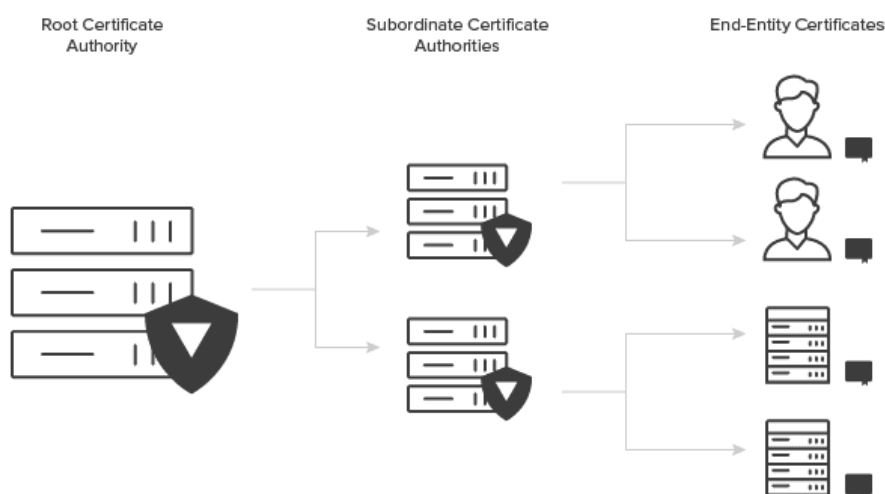 Root Certificate
Authority
Subordinate Certificate
Authorities
End-Entity Certificates